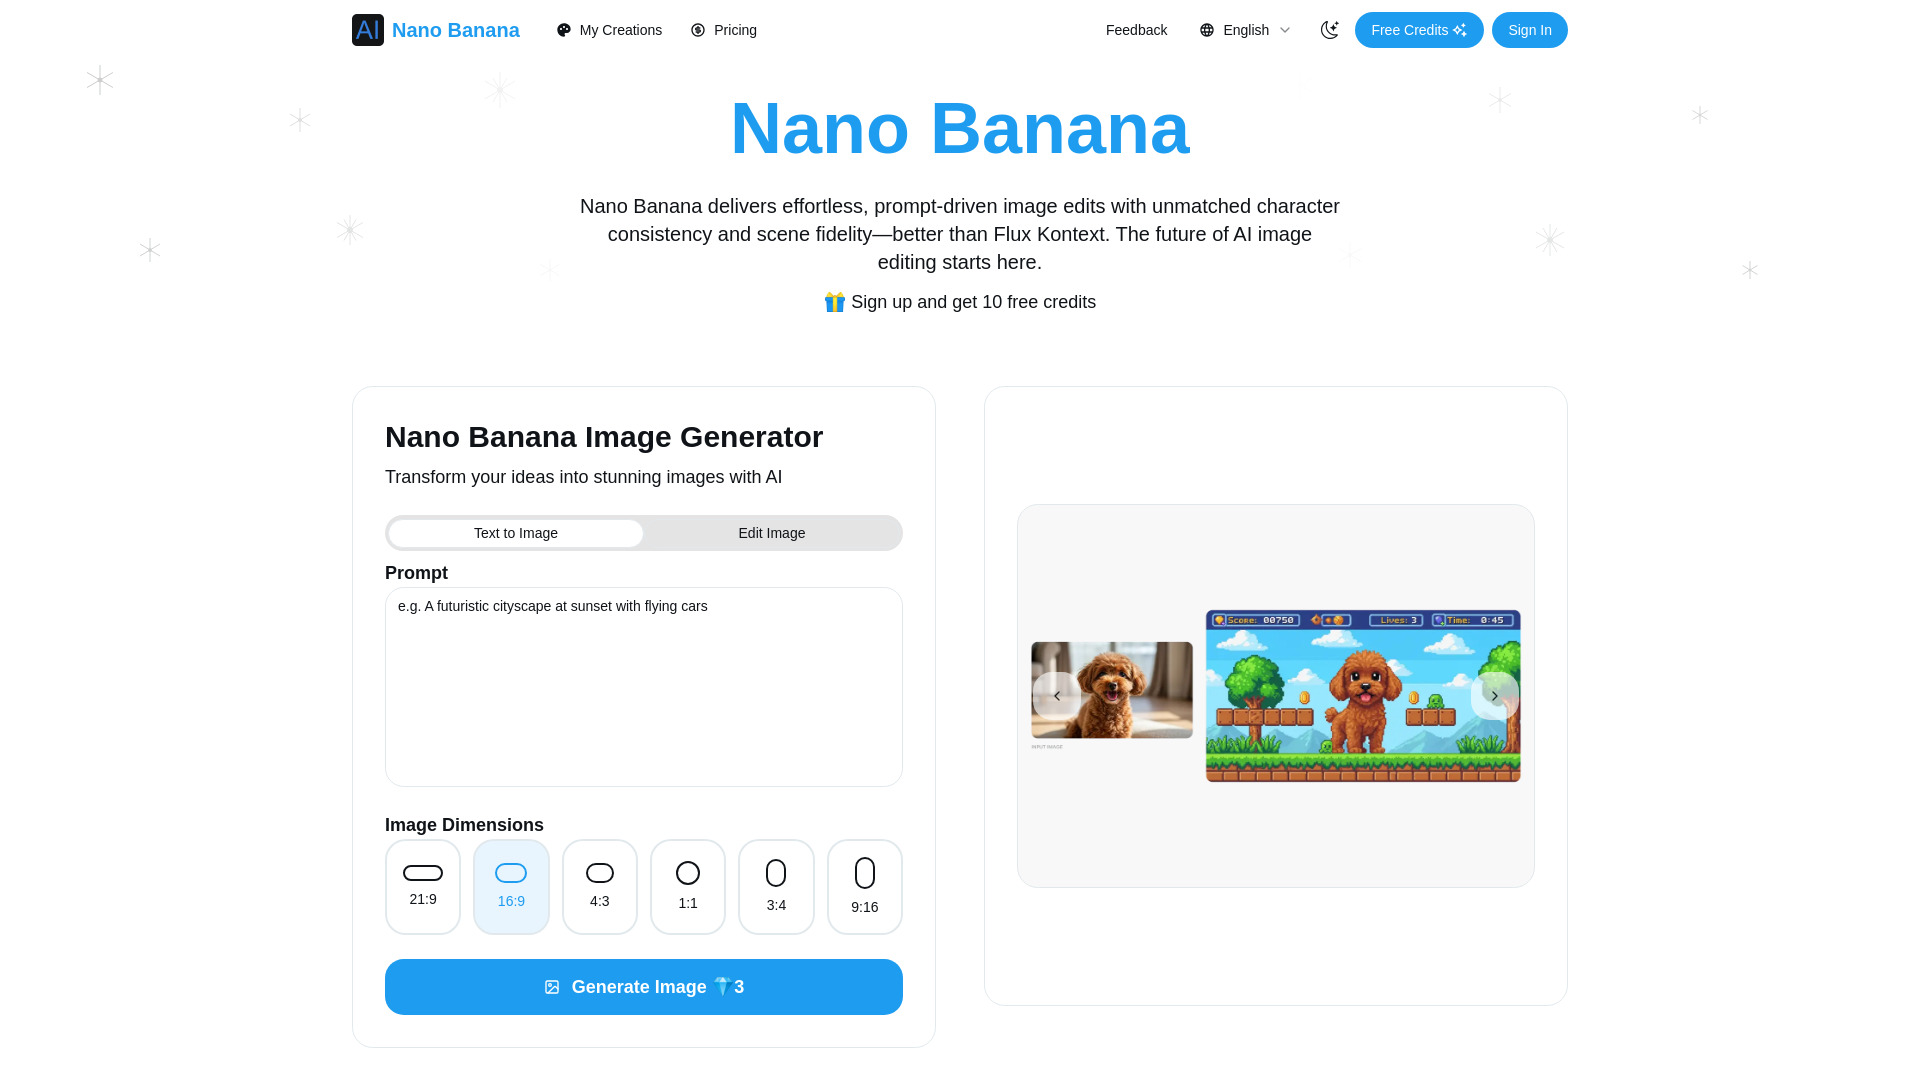 AI Nano Banana My Creations Pricing Feedback English Free Credits Sign In
Nano Banana
Nano Banana delivers effortless, prompt-driven image edits with unmatched character
consistency and scene fidelity—better than Flux Kontext. The future of AI image
editing starts here.
🎁 Sign up and get 10 free credits
Nano Banana Image Generator
Transform your ideas into stunning images with AI
Text to Image Edit Image
Prompt
e.g. A futuristic cityscape at sunset with flying cars
Image Dimensions
21:9 16:9 4:3 1:1 3:4 9:16
Generate Image 💎3
Score: 00750 Lives: 3 Time: 0:45
INPUT IMAGE